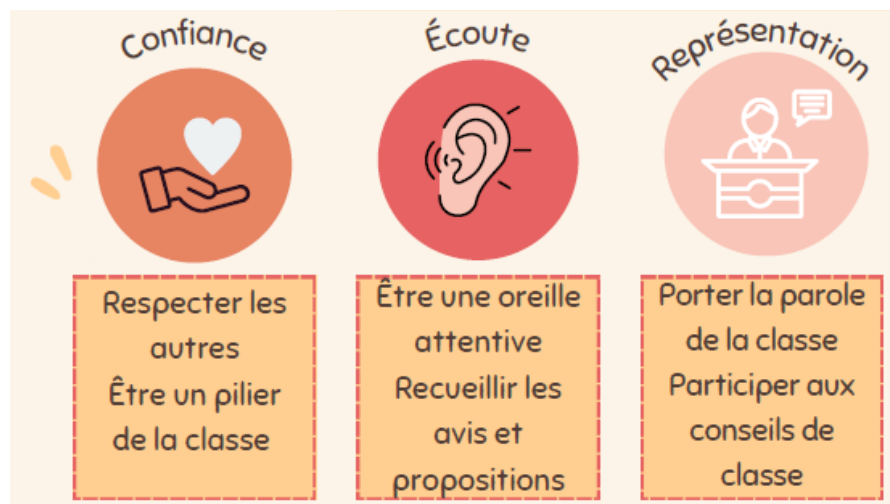 Confiance
Écoute
Représentation
Respecter les
autres
Être un pilier
de la classe
Être une oreille
attentive
Recueillir les
avis et
propositions
Porter la parole
de la classe
Participer aux
conseils de
classe